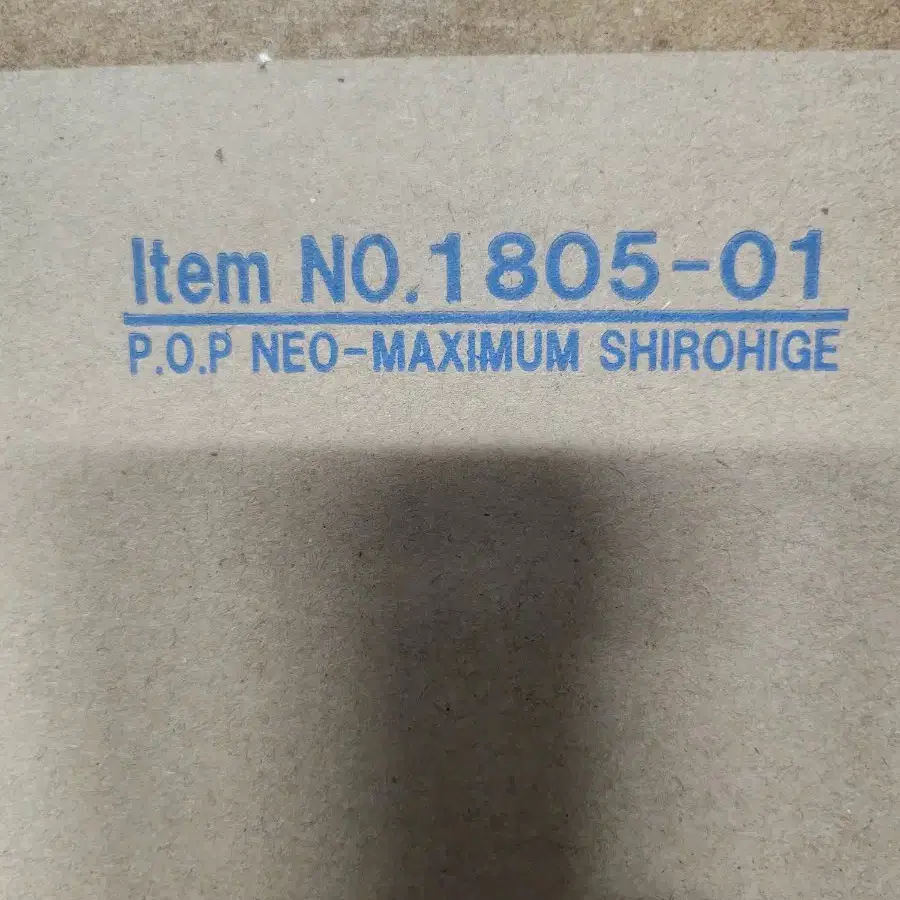 Item NO.1805-01
P.O.P NEO-MAXIMUM SHIROHIGE